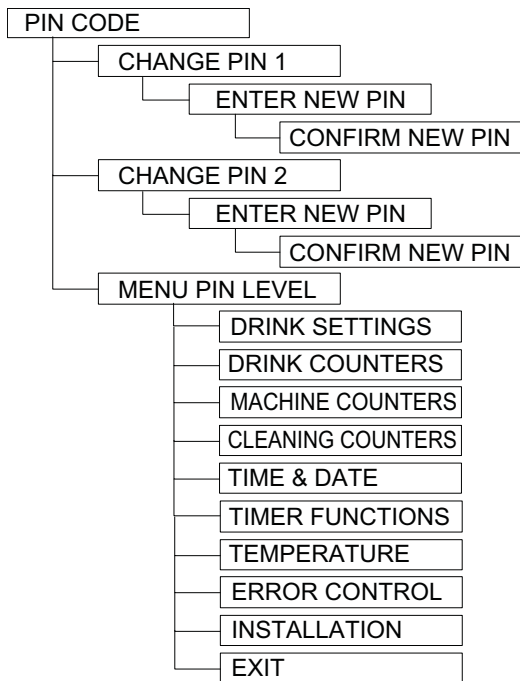 PIN CODE
CHANGE PIN 1
ENTER NEW PIN
CONFIRM NEW PIN
CHANGE PIN 2
ENTER NEW PIN
CONFIRM NEW PIN
MENU PIN LEVEL
DRINK SETTINGS
DRINK COUNTERS
MACHINE COUNTERS
CLEANING COUNTERS
TIME & DATE
TIMER FUNCTIONS
TEMPERATURE
ERROR CONTROL
INSTALLATION
EXIT